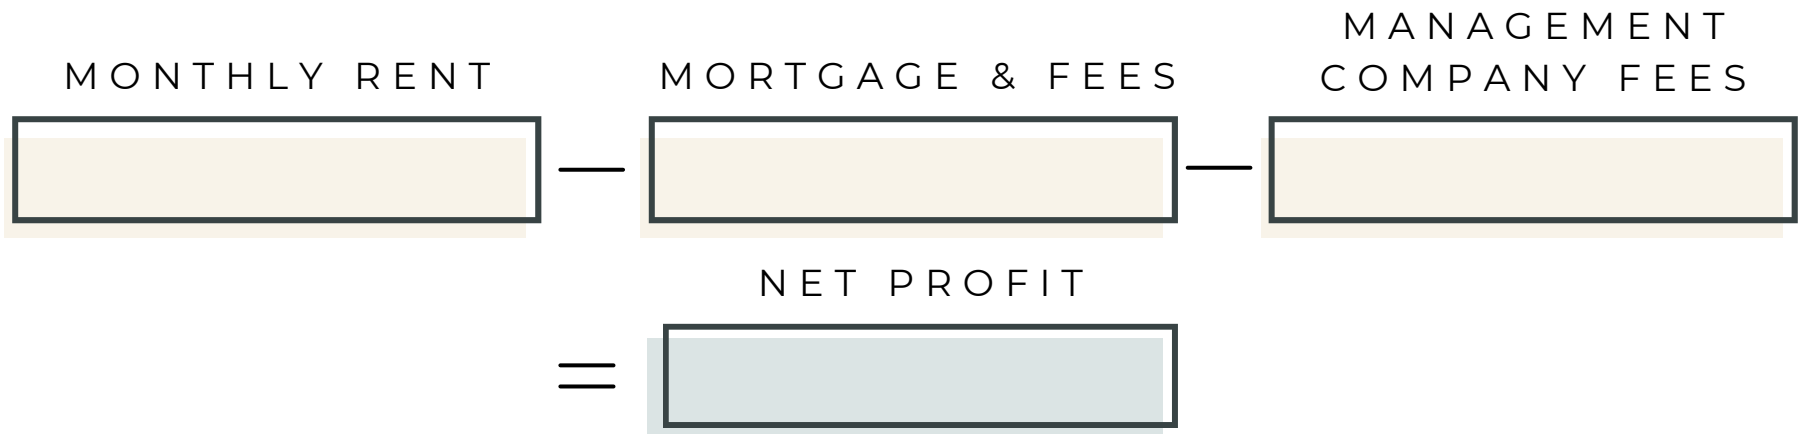 MONTHLY RENT
MORTGAGE & FEES
MANAGEMENT
COMPANY FEES
NET PROFIT